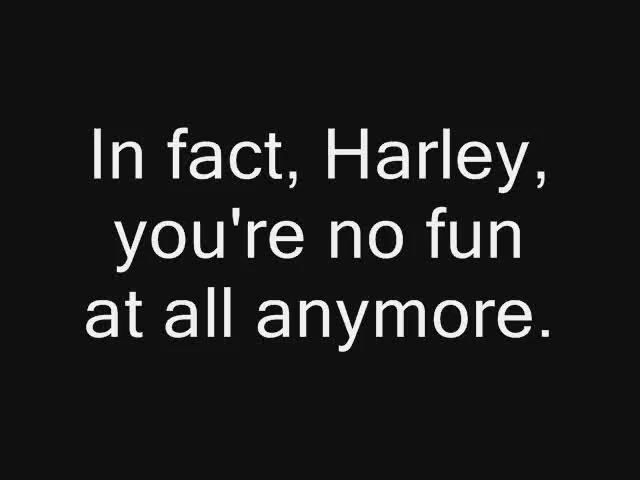 In fact, Harley,
you're no fun
at all anymore.